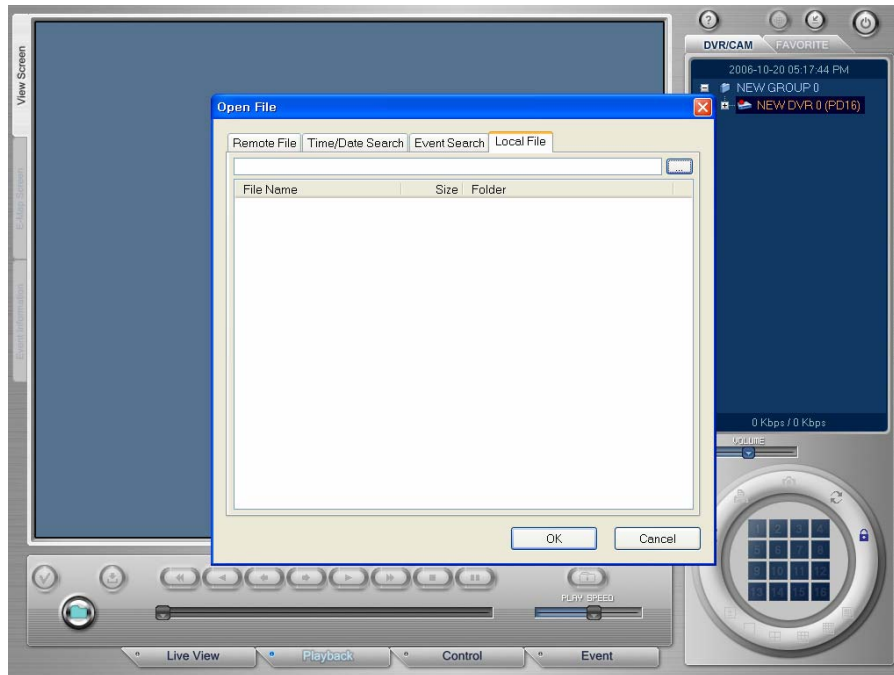 View Screen
E-Map Screen
Event Information
DVR/CAM
FAVORITE
2006-10-20 05:17:44 PM
NEW GROUP 0
NEW DVR 0 (PD16)
0 Kbps / 0 Kbps
VOLUME
Open File
Remote File
Time/Date Search
Event Search
Local File
...
File Name
Size
Folder
OK
Cancel
1 2 3 4
5 6 7 8
9 10 11 12
13 14 15 16
PLAY SPEED
Live View
Playback
Control
Event